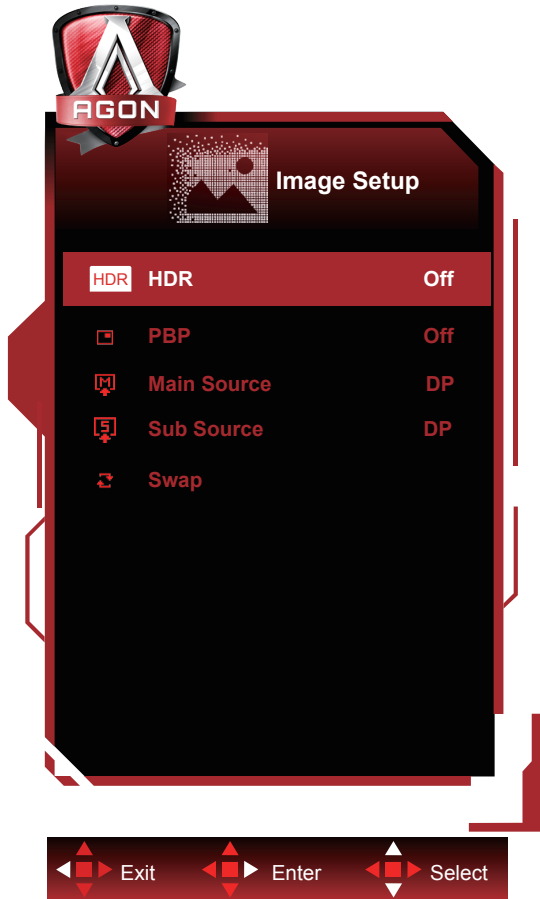 AGON
Image Setup
HDR HDR Off
PBP Off
M Main Source DP
S Sub Source DP
Swap
Exit Enter Select